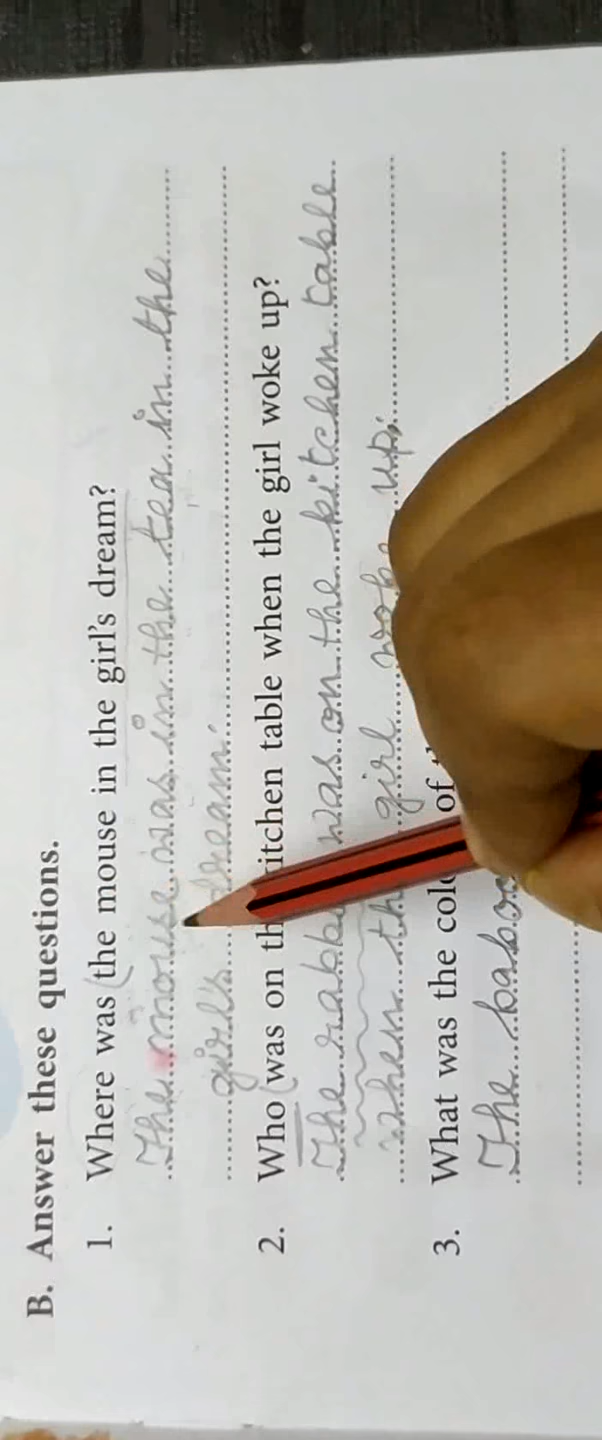 B. Answer these questions.
1. Where was the mouse in the girl's dream?
The mouse was in the tea in the
girl's dream.
2. Who was on the kitchen table when the girl woke up?
The rabbit was on the kitchen table
when the girl woke up.
3. What was the of
The